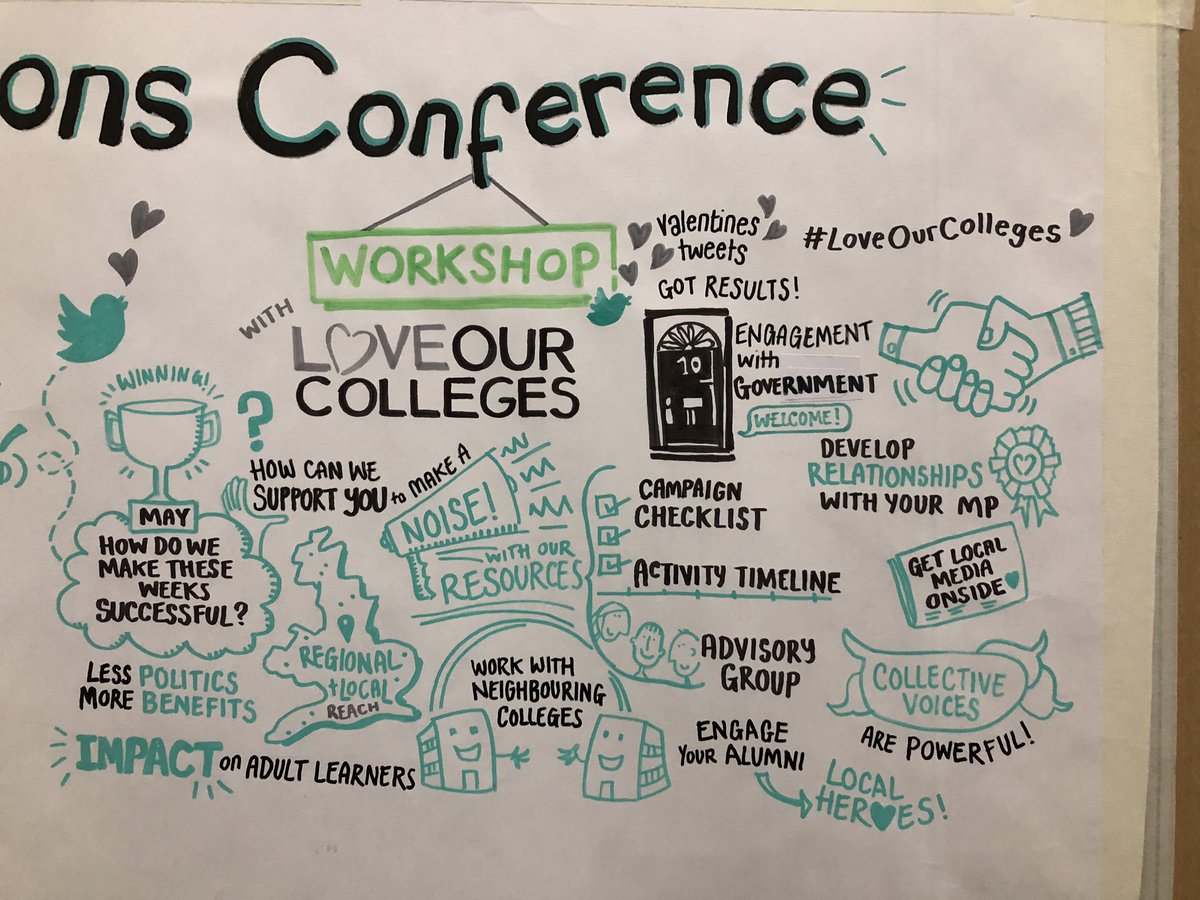 ons Conference
WORKSHOP
WITH
LOVE OUR
COLLEGES
Valentines
tweets
GOT RESULTS!
#LoveOurColleges
10
ENGAGEMENT
with
GOVERNMENT
WELCOME!
DEVELOP
RELATIONSHIPS
WITH YOUR MP
GET LOCAL
MEDIA
ONSIDE
COLLECTIVE
VOICES
ARE POWERFUL!
WINNING!
?
MAY
HOW DO WE
MAKE THESE
WEEKS
SUCCESSFUL?
LESS POLITICS
MORE BENEFITS
IMPACT on ADULT LEARNERS
HOW CAN WE
SUPPORT YOU to MAKE A
NOISE!
WITH OUR
RESOURCES
REGIONAL
+ LOCAL
REACH
CAMPAIGN
CHECKLIST
ACTIVITY TIMELINE
ADVISORY
GROUP
WORK WITH
NEIGHBOURING
COLLEGES
ENGAGE
YOUR ALUMNI
LOCAL
HEROES!